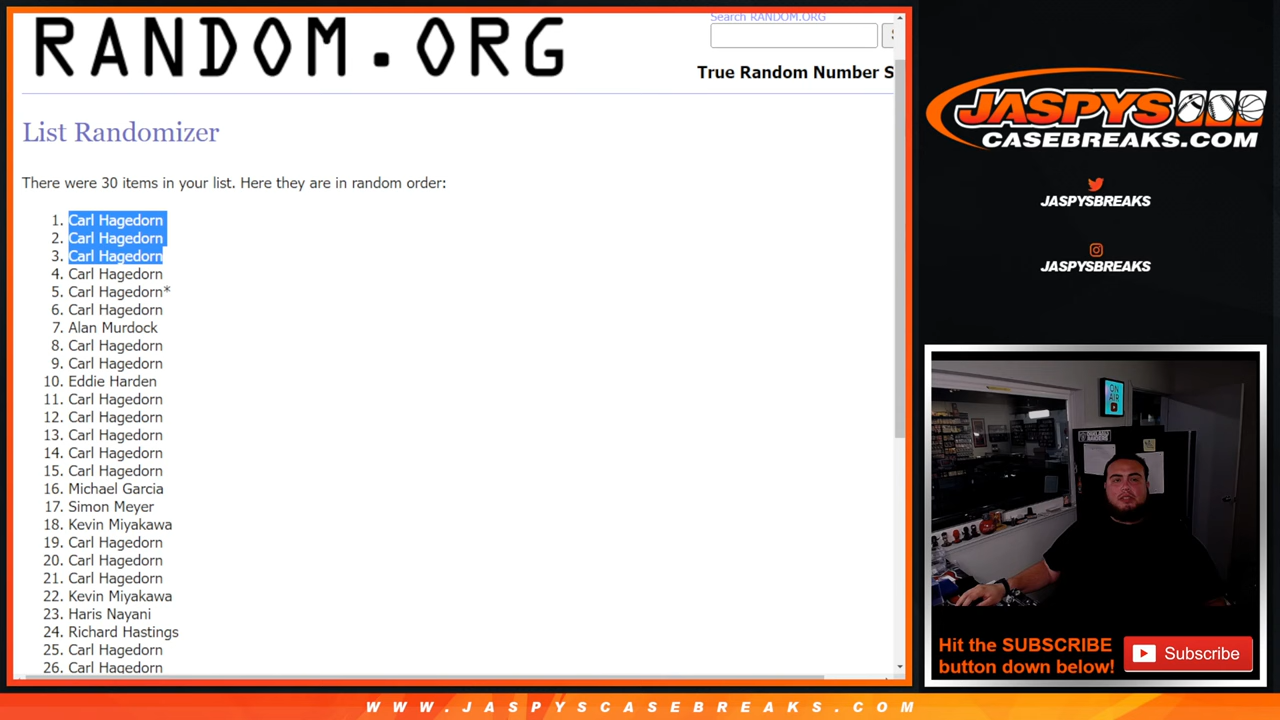 RANDOM.ORG
Search RANDOM.ORG
True Random Number S
List Randomizer
There were 30 items in your list. Here they are in random order:
1. Carl Hagedorn
2. Carl Hagedorn
3. Carl Hagedorn
4. Carl Hagedorn
5. Carl Hagedorn*
6. Carl Hagedorn
7. Alan Murdock
8. Carl Hagedorn
9. Carl Hagedorn
10. Eddie Harden
11. Carl Hagedorn
12. Carl Hagedorn
13. Carl Hagedorn
14. Carl Hagedorn
15. Carl Hagedorn
16. Michael Garcia
17. Simon Meyer
18. Kevin Miyakawa
19. Carl Hagedorn
20. Carl Hagedorn
21. Carl Hagedorn
22. Kevin Miyakawa
23. Haris Nayani
24. Richard Hastings
25. Carl Hagedorn
26. Carl Hagedorn
JASPYS
CASEBREAKS.COM
JASPYSBREAKS
JASPYSBREAKS
ON
AIR
Hit the SUBSCRIBE
button down below!
Subscribe
WWW.JASPYSCASEBREAKS.COM